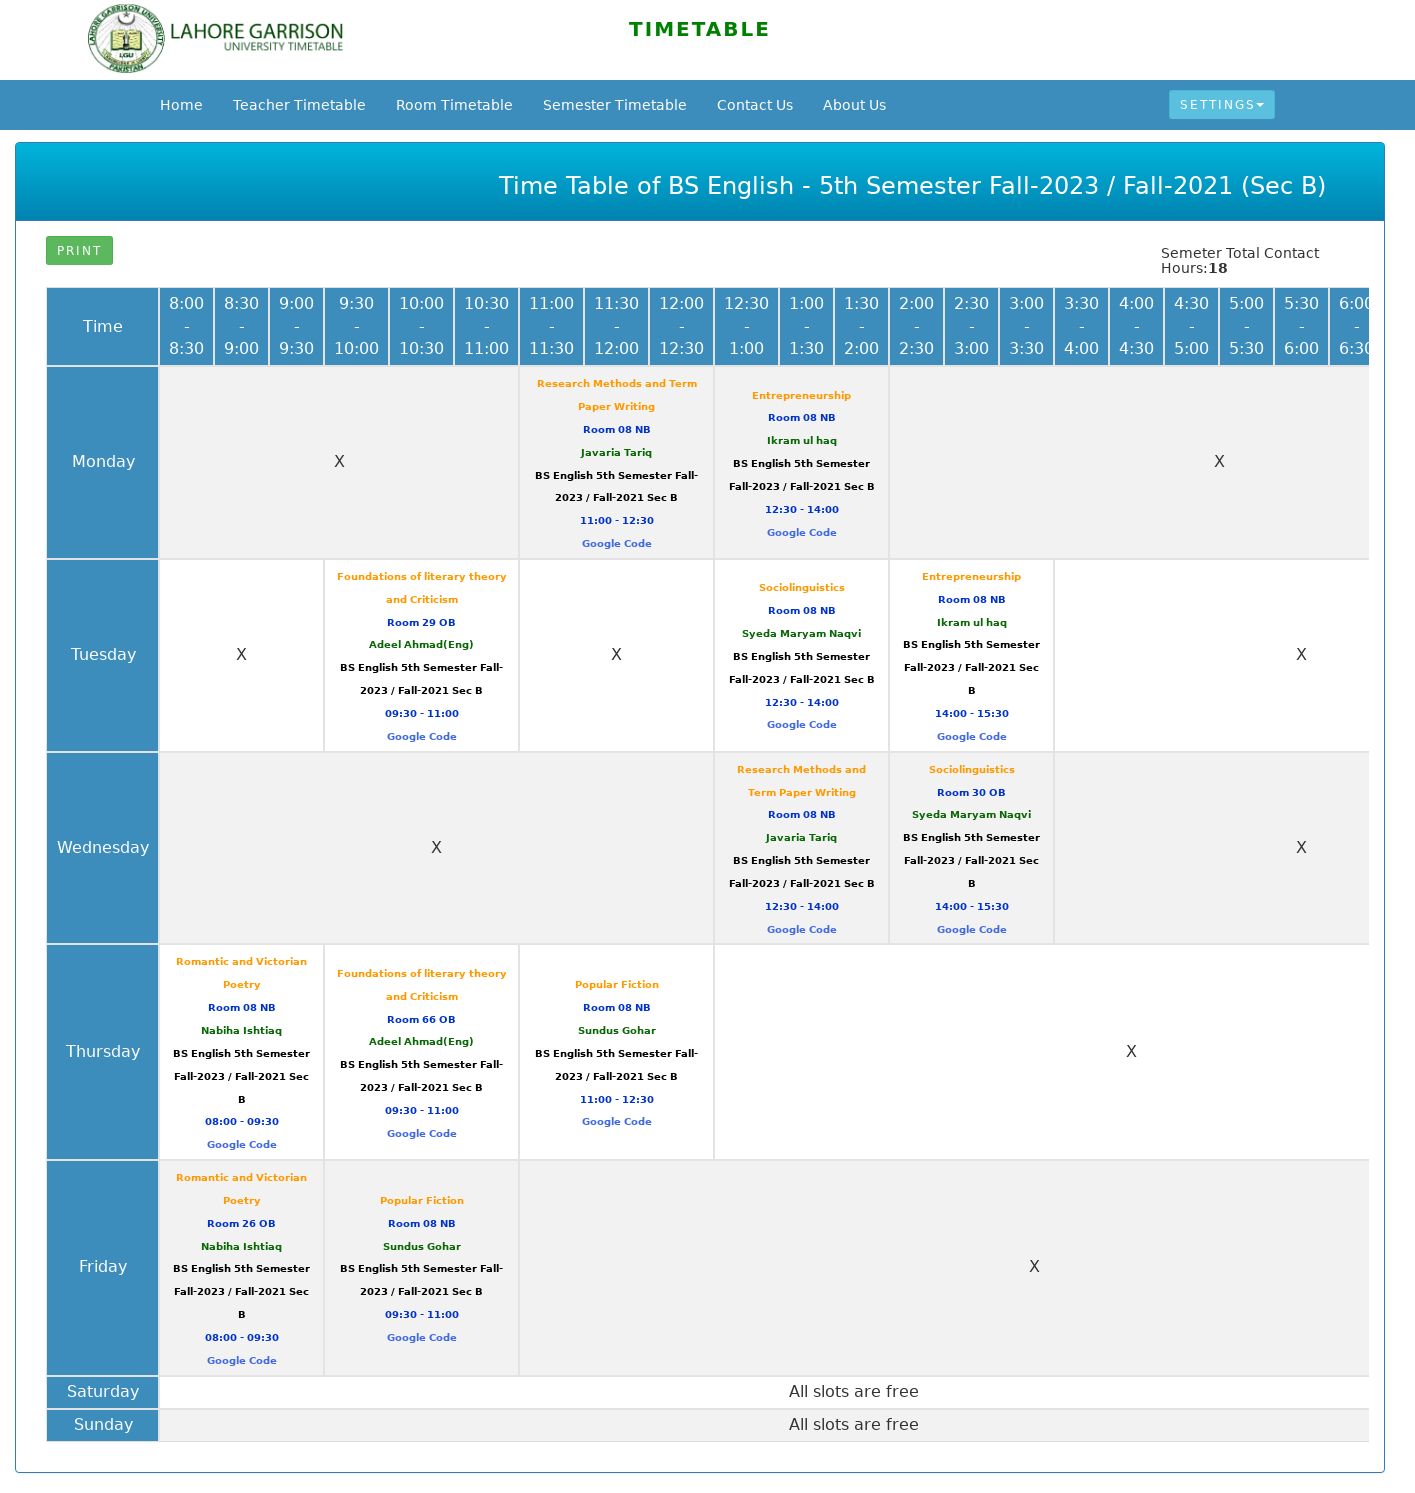 LAHORE GARRISON
UNIVERSITY TIMETABLE
TIMETABLE
Home Teacher Timetable Room Timetable Semester Timetable Contact Us About Us SETTINGS
Time Table of BS English - 5th Semester Fall-2023 / Fall-2021 (Sec B)
PRINT
Semeter Total Contact
Hours:18
Time
8:00
-
8:30
8:30
-
9:00
9:00
-
9:30
9:30
-
10:00
10:00
-
10:30
10:30
-
11:00
11:00
-
11:30
11:30
-
12:00
12:00
-
12:30
12:30
-
1:00
1:00
-
1:30
1:30
-
2:00
2:00
-
2:30
2:30
-
3:00
3:00
-
3:30
3:30
-
4:00
4:00
-
4:30
4:30
-
5:00
5:00
-
5:30
5:30
-
6:00
6:00
-
6:30
Monday
X
Research Methods and Term
Paper Writing
Room 08 NB
Javaria Tariq
BS English 5th Semester Fall-
2023 / Fall-2021 Sec B
11:00 - 12:30
Google Code
Entrepreneurship
Room 08 NB
Ikram ul haq
BS English 5th Semester
Fall-2023 / Fall-2021 Sec B
12:30 - 14:00
Google Code
X
Tuesday
X
Foundations of literary theory
and Criticism
Room 29 OB
Adeel Ahmad(Eng)
BS English 5th Semester Fall-
2023 / Fall-2021 Sec B
09:30 - 11:00
Google Code
X
Sociolinguistics
Room 08 NB
Syeda Maryam Naqvi
BS English 5th Semester
Fall-2023 / Fall-2021 Sec B
12:30 - 14:00
Google Code
Entrepreneurship
Room 08 NB
Ikram ul haq
BS English 5th Semester
Fall-2023 / Fall-2021 Sec
B
14:00 - 15:30
Google Code
X
Wednesday
X
Research Methods and
Term Paper Writing
Room 08 NB
Javaria Tariq
BS English 5th Semester
Fall-2023 / Fall-2021 Sec B
12:30 - 14:00
Google Code
Sociolinguistics
Room 30 OB
Syeda Maryam Naqvi
BS English 5th Semester
Fall-2023 / Fall-2021 Sec
B
14:00 - 15:30
Google Code
X
Thursday
Romantic and Victorian
Poetry
Room 08 NB
Nabiha Ishtiaq
BS English 5th Semester
Fall-2023 / Fall-2021 Sec
B
08:00 - 09:30
Google Code
Foundations of literary theory
and Criticism
Room 66 OB
Adeel Ahmad(Eng)
BS English 5th Semester Fall-
2023 / Fall-2021 Sec B
09:30 - 11:00
Google Code
Popular Fiction
Room 08 NB
Sundus Gohar
BS English 5th Semester Fall-
2023 / Fall-2021 Sec B
11:00 - 12:30
Google Code
X
Friday
Romantic and Victorian
Poetry
Room 26 OB
Nabiha Ishtiaq
BS English 5th Semester
Fall-2023 / Fall-2021 Sec
B
08:00 - 09:30
Google Code
Popular Fiction
Room 08 NB
Sundus Gohar
BS English 5th Semester Fall-
2023 / Fall-2021 Sec B
09:30 - 11:00
Google Code
X
Saturday
All slots are free
Sunday
All slots are free